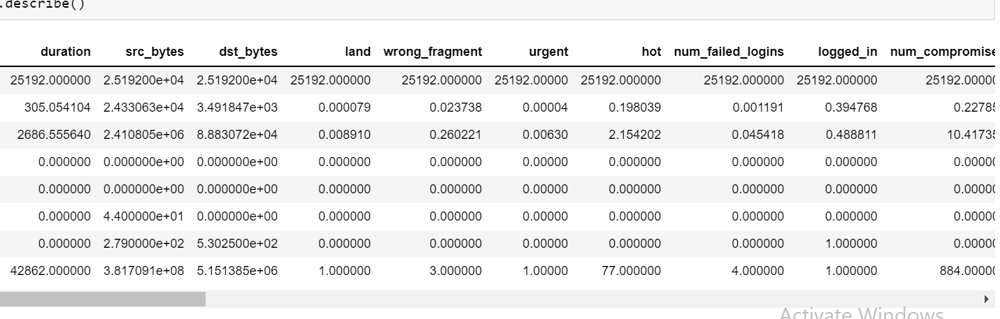 .describe()
duration src_bytes dst_bytes land wrong_fragment urgent hot num_failed_logins logged_in num_compromise
25192.000000 2.519200e+04 2.519200e+04 25192.000000 25192.000000 25192.00000 25192.000000 25192.000000 25192.000000 25192.00000
305.054104 2.433063e+04 3.491847e+03 0.000079 0.023738 0.00004 0.198039 0.001191 0.394768 0.22785
2686.555640 2.410805e+06 8.883072e+04 0.008910 0.260221 0.00630 2.154202 0.045418 0.488811 10.41735
0.000000 0.000000e+00 0.000000e+00 0.000000 0.000000 0.00000 0.000000 0.000000 0.000000 0.00000
0.000000 0.000000e+00 0.000000e+00 0.000000 0.000000 0.00000 0.000000 0.000000 0.000000 0.00000
0.000000 4.400000e+01 0.000000e+00 0.000000 0.000000 0.00000 0.000000 0.000000 0.000000 0.00000
0.000000 2.790000e+02 5.302500e+02 0.000000 0.000000 0.00000 0.000000 0.000000 1.000000 0.00000
42862.000000 3.817091e+08 5.151385e+06 1.000000 3.000000 1.00000 77.000000 4.000000 1.000000 884.00000
Activate Windows